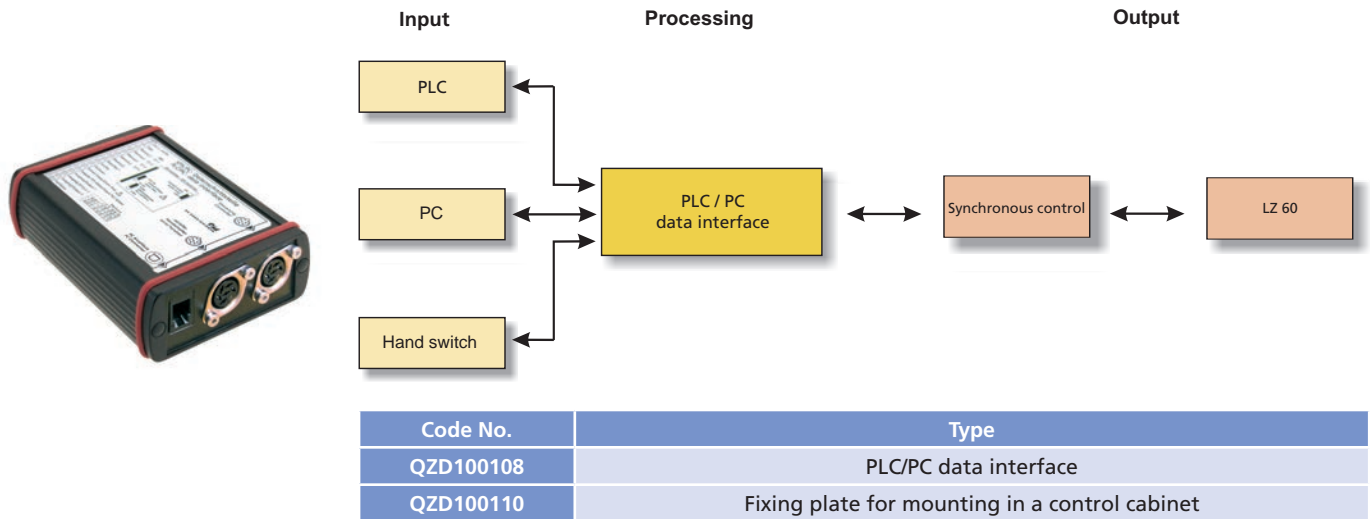 Input
Processing
Output
PLC
PC
Hand switch
PLC / PC
data interface
Synchronous control
LZ 60
Code No.
Type
QZD100108
PLC/PC data interface
QZD100110
Fixing plate for mounting in a control cabinet